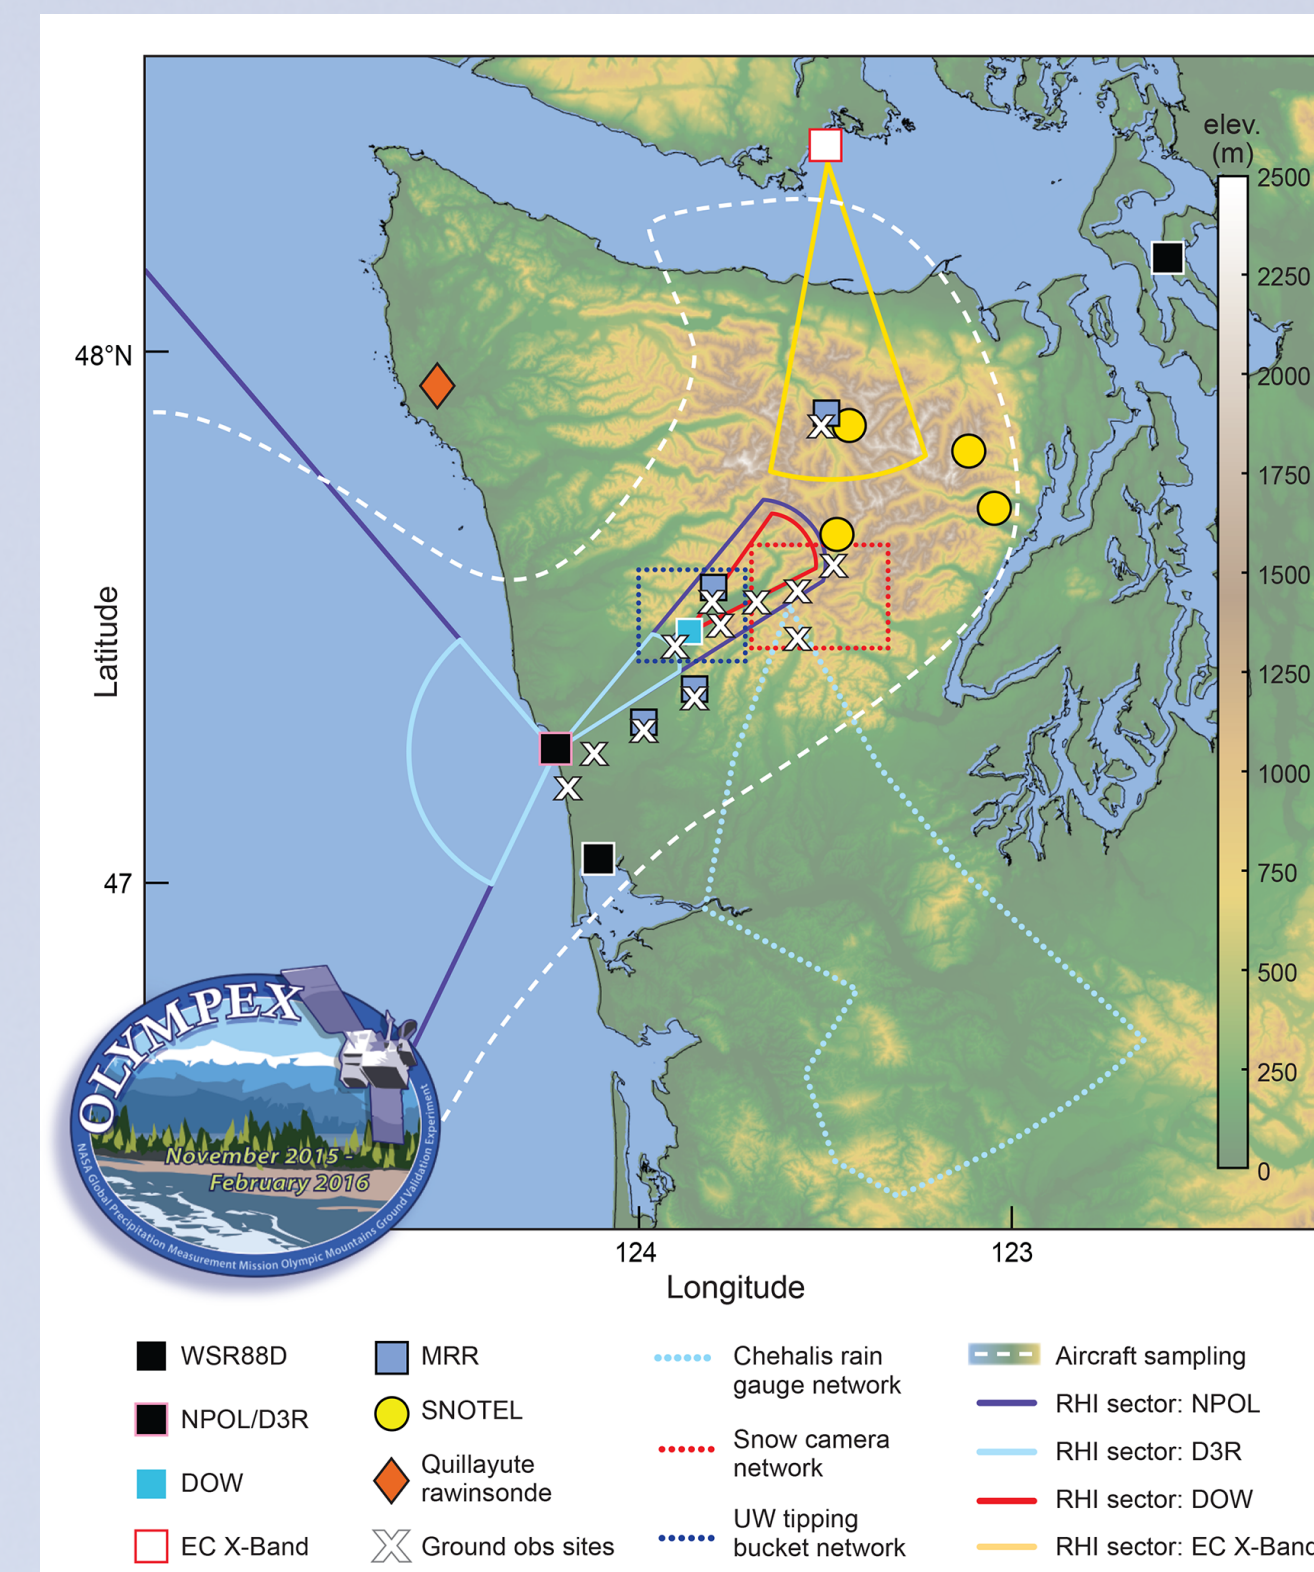 elev.
(m)
2500
2250
2000
1750
1500
1250
1000
750
500
250
0
48°N
47
Latitude
124
123
Longitude
OLYMPEX
November 2015 -
February 2016
NASA Global Precipitation Measurement Mission Olympic Mountains Ground Validation Experiment
WSR88D
NPOL/D3R
DOW
EC X-Band
MRR
SNOTEL
Quillayute
rawinsonde
Ground obs sites
Chehalis rain
gauge network
Snow camera
network
UW tipping
bucket network
Aircraft sampling
RHI sector: NPOL
RHI sector: D3R
RHI sector: DOW
RHI sector: EC X-Band